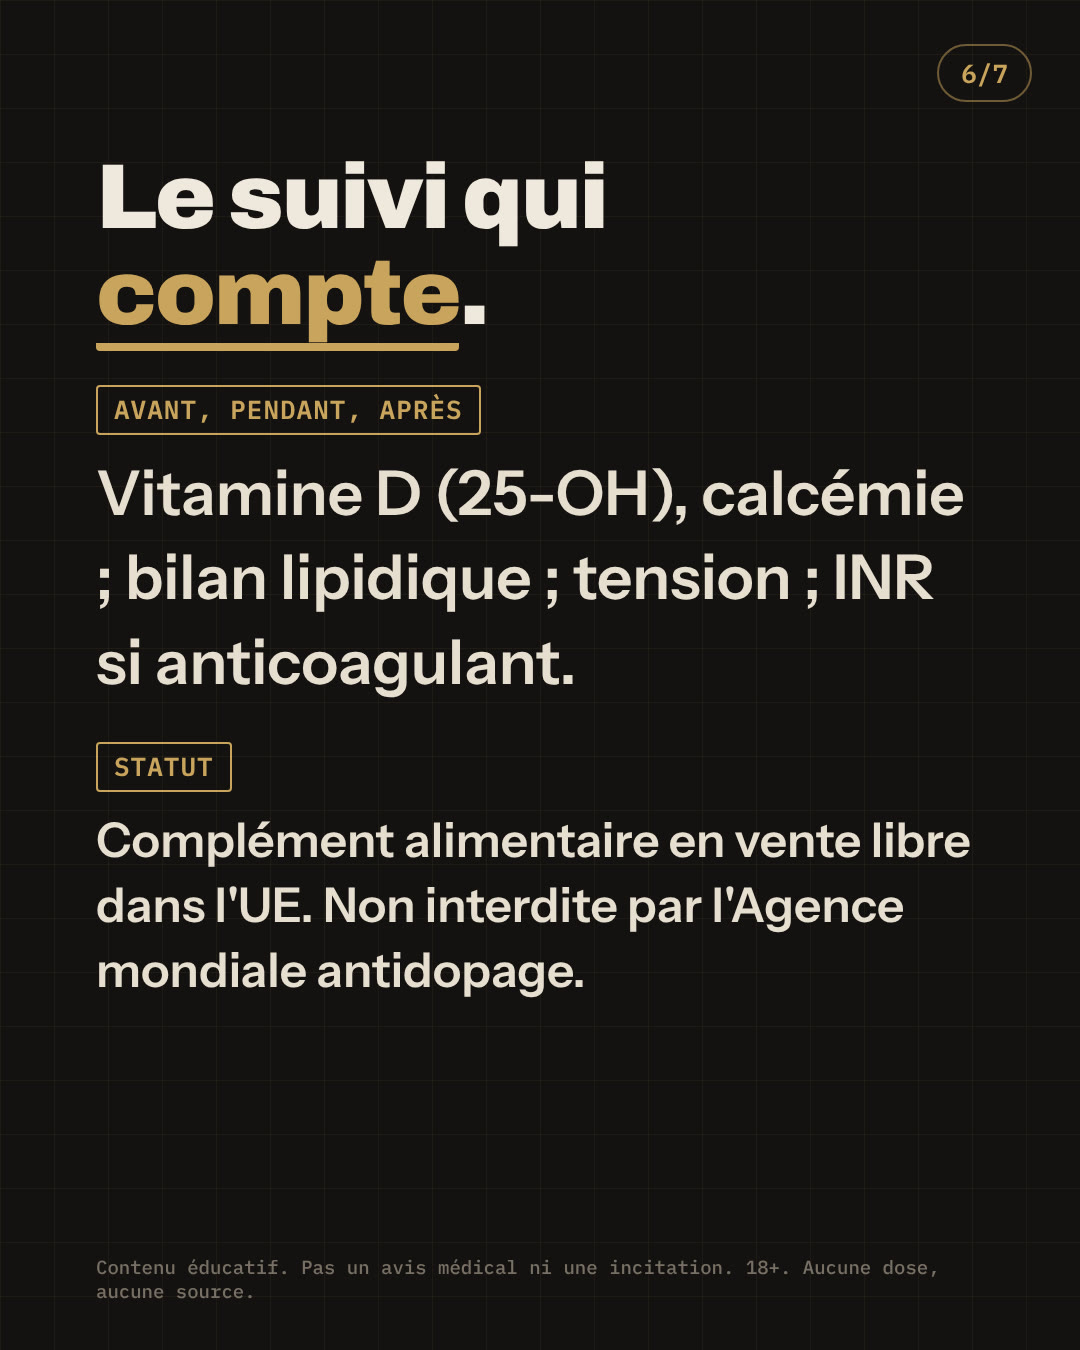 6/7
Le suivi qui
compte.
AVANT, PENDANT, APRÈS
Vitamine D (25-OH), calcémie
; bilan lipidique ; tension ; INR
si anticoagulant.
STATUT
Complément alimentaire en vente libre
dans l'UE. Non interdite par l'Agence
mondiale antidopage.
Contenu éducatif. Pas un avis médical ni une incitation. 18+. Aucune dose,
aucune source.